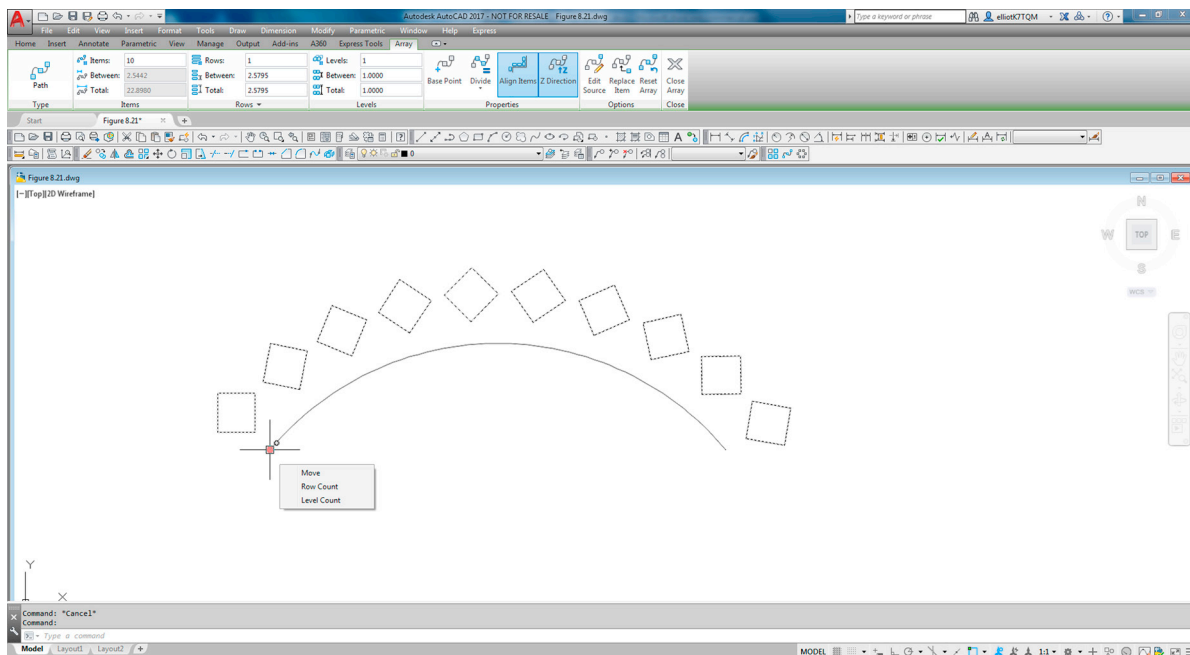 Autodesk AutoCAD 2017 - NOT FOR RESALE Figure 8.21.dwg
Type a keyword or phrase
elliotK7TQM
File Edit View Insert Format Tools Draw Dimension Modify Parametric Window Help Express
Home Insert Annotate Parametric View Manage Output Add-ins A360 Express Tools Array
Items: 10 Rows: 1 Levels: 1
Between: 2.5442 Between: 2.5795 Between: 1.0000
Total: 22.8980 Total: 2.5795 Total: 1.0000
Path
Base Point Divide Align Items Z Direction
Edit Source Replace Item Reset Array Close Array
Type Items Rows Levels Properties Options Close
Start Figure 8.21*
0
Figure 8.21.dwg
[−][Top][2D Wireframe]
N
W TOP E
S
WCS
Move
Row Count
Level Count
Y
X
Command: *Cancel*
Command:
Type a command
Model Layout1 Layout2 +
MODEL 1:1